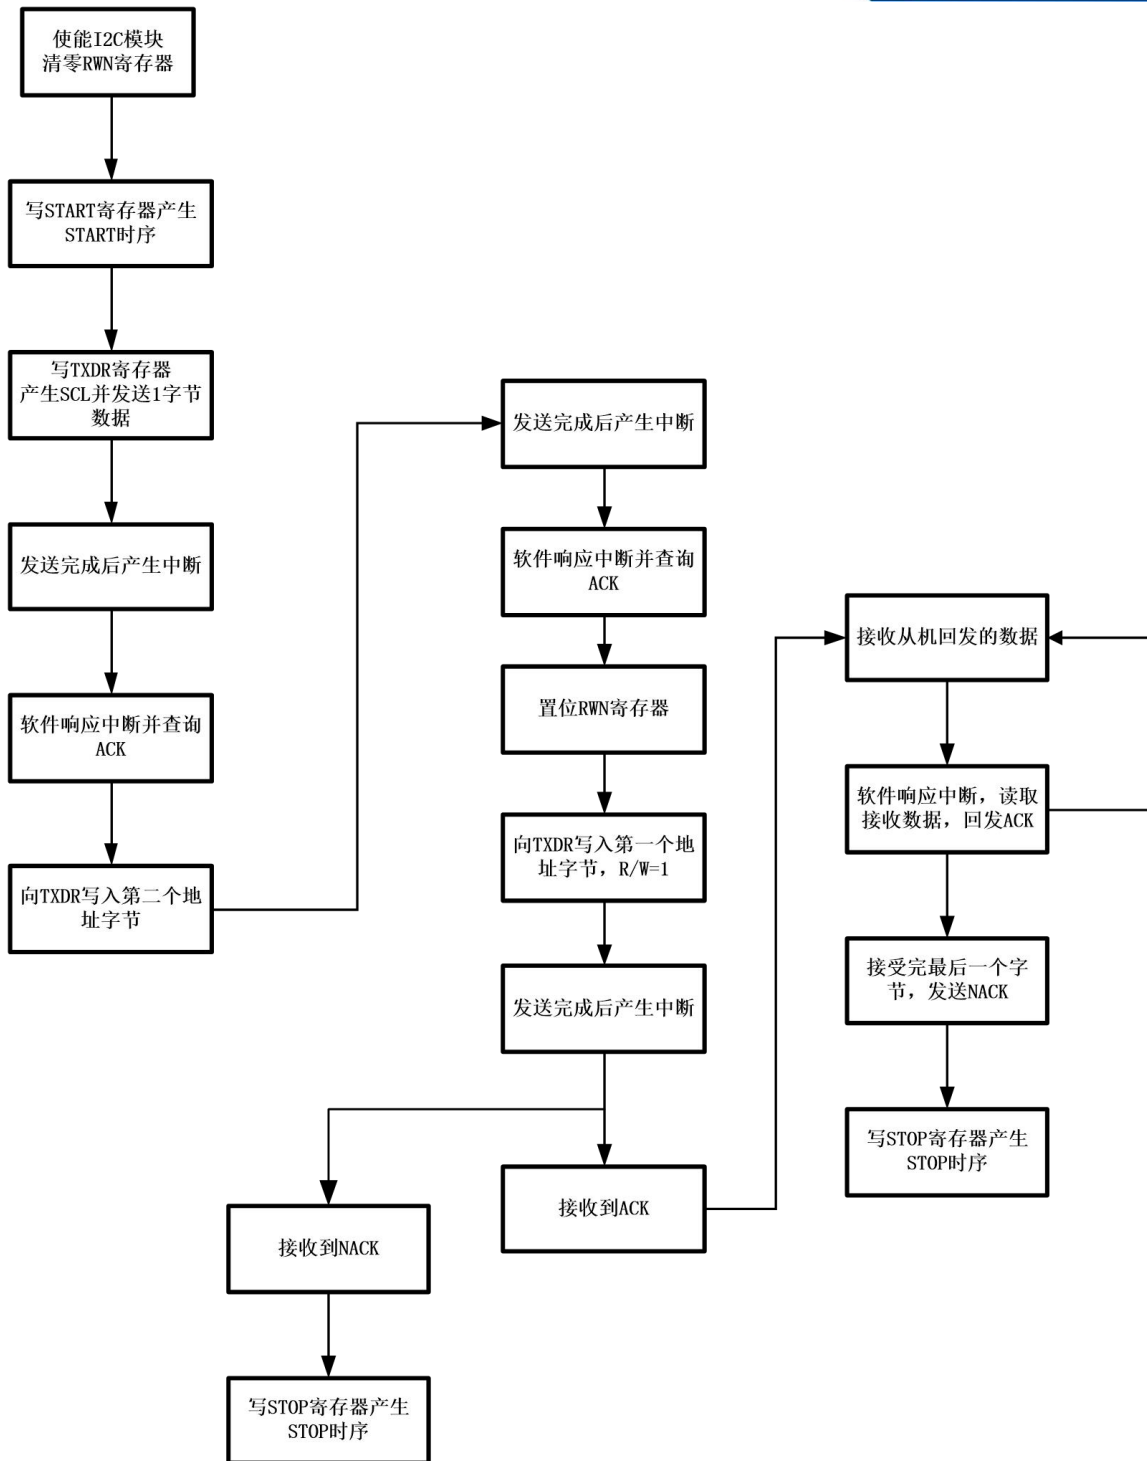 使能I2C模块
清零RWN寄存器
写START寄存器产生
START时序
写TXDR寄存器
产生SCL并发送1字节
数据
发送完成后产生中断
软件响应中断并查询
ACK
向TXDR写入第二个地
址字节
发送完成后产生中断
软件响应中断并查询
ACK
置位RWN寄存器
向TXDR写入第一个地
址字节，R/W=1
发送完成后产生中断
接收到NACK
写STOP寄存器产生
STOP时序
接收到ACK
接收从机回发的数据
软件响应中断，读取
接收数据，回发ACK
接受完最后一个字
节，发送NACK
写STOP寄存器产生
STOP时序